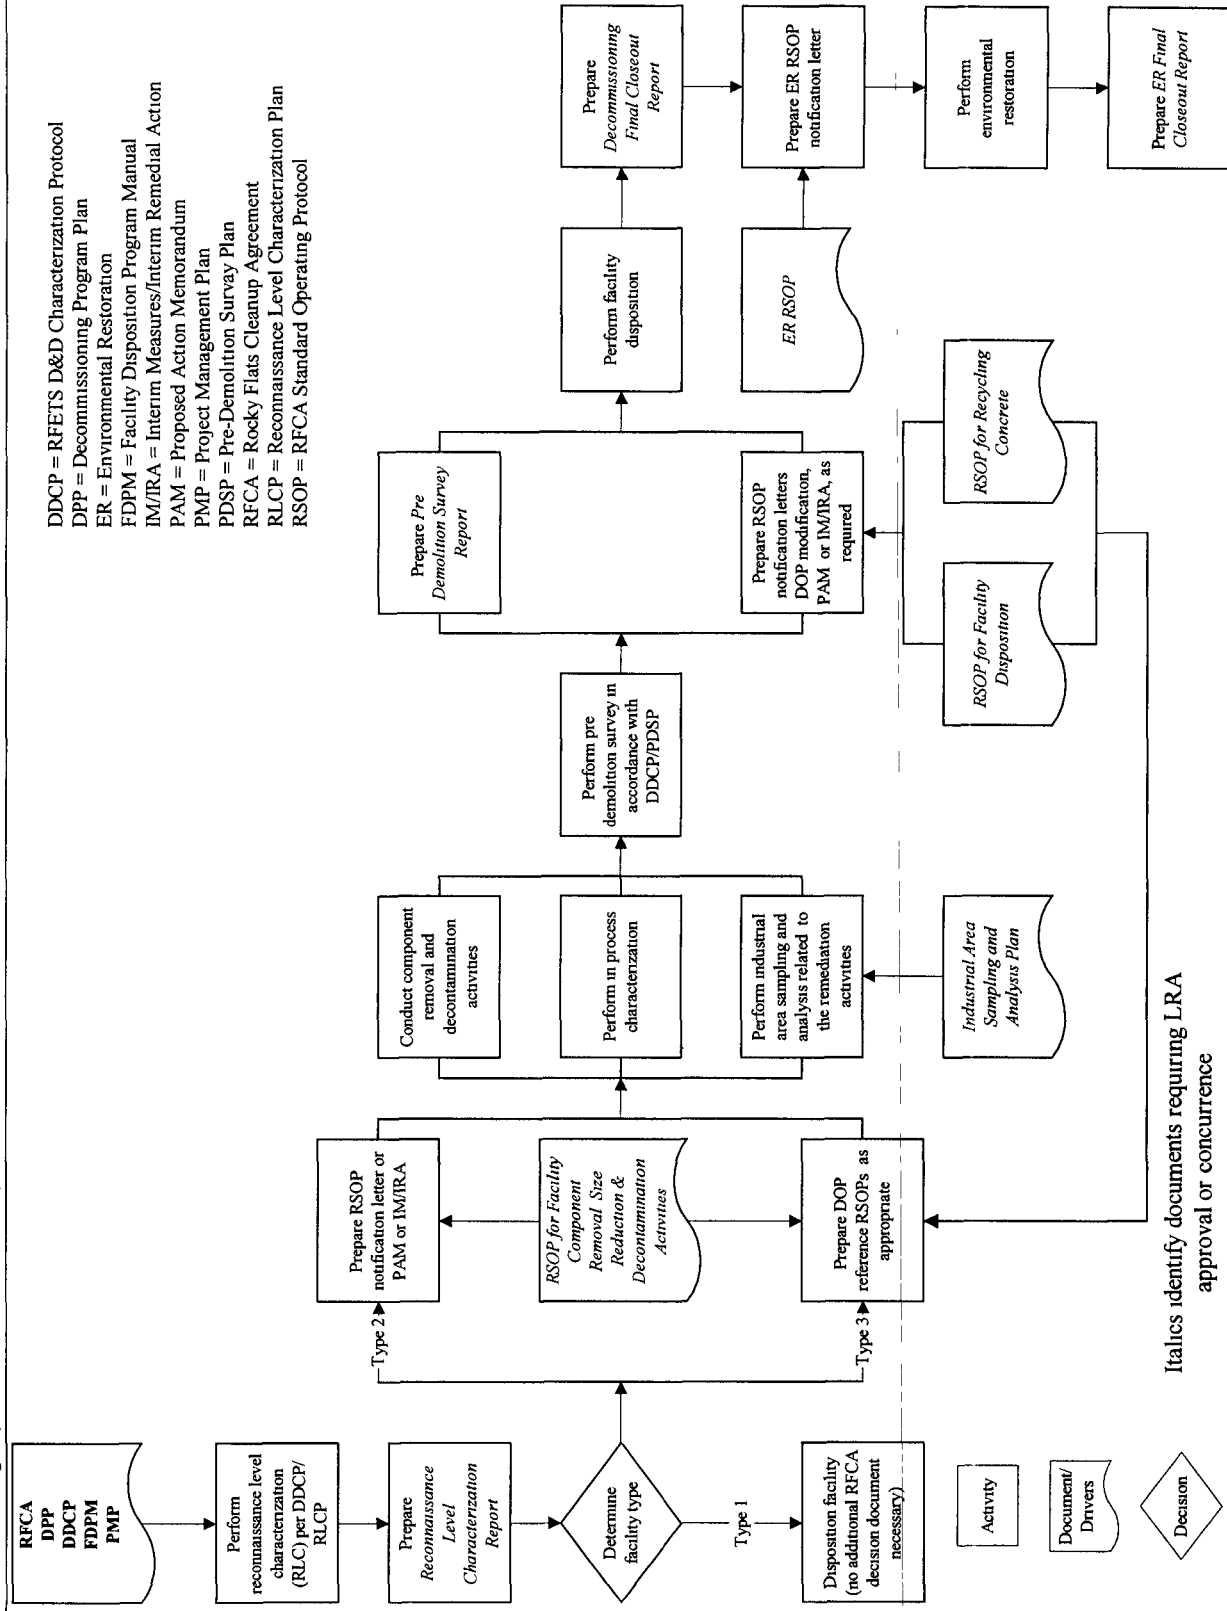 RFCA
DPP
DDCP
FDPM
PMP
Perform
reconnaissance level
characterization
(RLC) per DDCP/
RLCP
Prepare
Reconnaissance
Level
Characterization
Report
Determine
facility type
Type 1
Disposition facility
(no additional RFCA
decision document
necessary)
Type 2
Type 3
Prepare RSOP
notification letter or
PAM or IM/IRA
RSOP for Facility
Component
Removal Size
Reduction &
Decontamination
Activities
Prepare DOP
reference RSOPs as
appropriate
Conduct component
removal and
decontamination
activities
Perform in process
characterization
Perform industrial
area sampling and
analysis related to
the remediation
activities
Industrial Area
Sampling and
Analysis Plan
Perform pre
demolition survey in
accordance with
DDCP/PDSP
Prepare Pre
Demolition Survey
Report
Prepare RSOP
notification letters
DOP modification,
PAM or IM/IRA, as
required
RSOP for Facility
Disposition
RSOP for Recycling
Concrete
Perform facility
disposition
ER RSOP
Prepare
Decommissioning
Final Closeout
Report
Prepare ER RSOP
notification letter
Perform
environmental
restoration
Prepare ER Final
Closeout Report
DDCP = RFETS D&D Characterization Protocol
DPP = Decommissioning Program Plan
ER = Environmental Restoration
FDPM = Facility Disposition Program Manual
IM/IRA = Interim Measures/Interim Remedial Action
PAM = Proposed Action Memorandum
PMP = Project Management Plan
PDSP = Pre-Demolition Survay Plan
RFCA = Rocky Flats Cleanup Agreement
RLCP = Reconnaissance Level Characterization Plan
RSOP = RFCA Standard Operating Protocol
Activity
Document/
Drivers
Decision
Italics identify documents requiring LRA
approval or concurrence